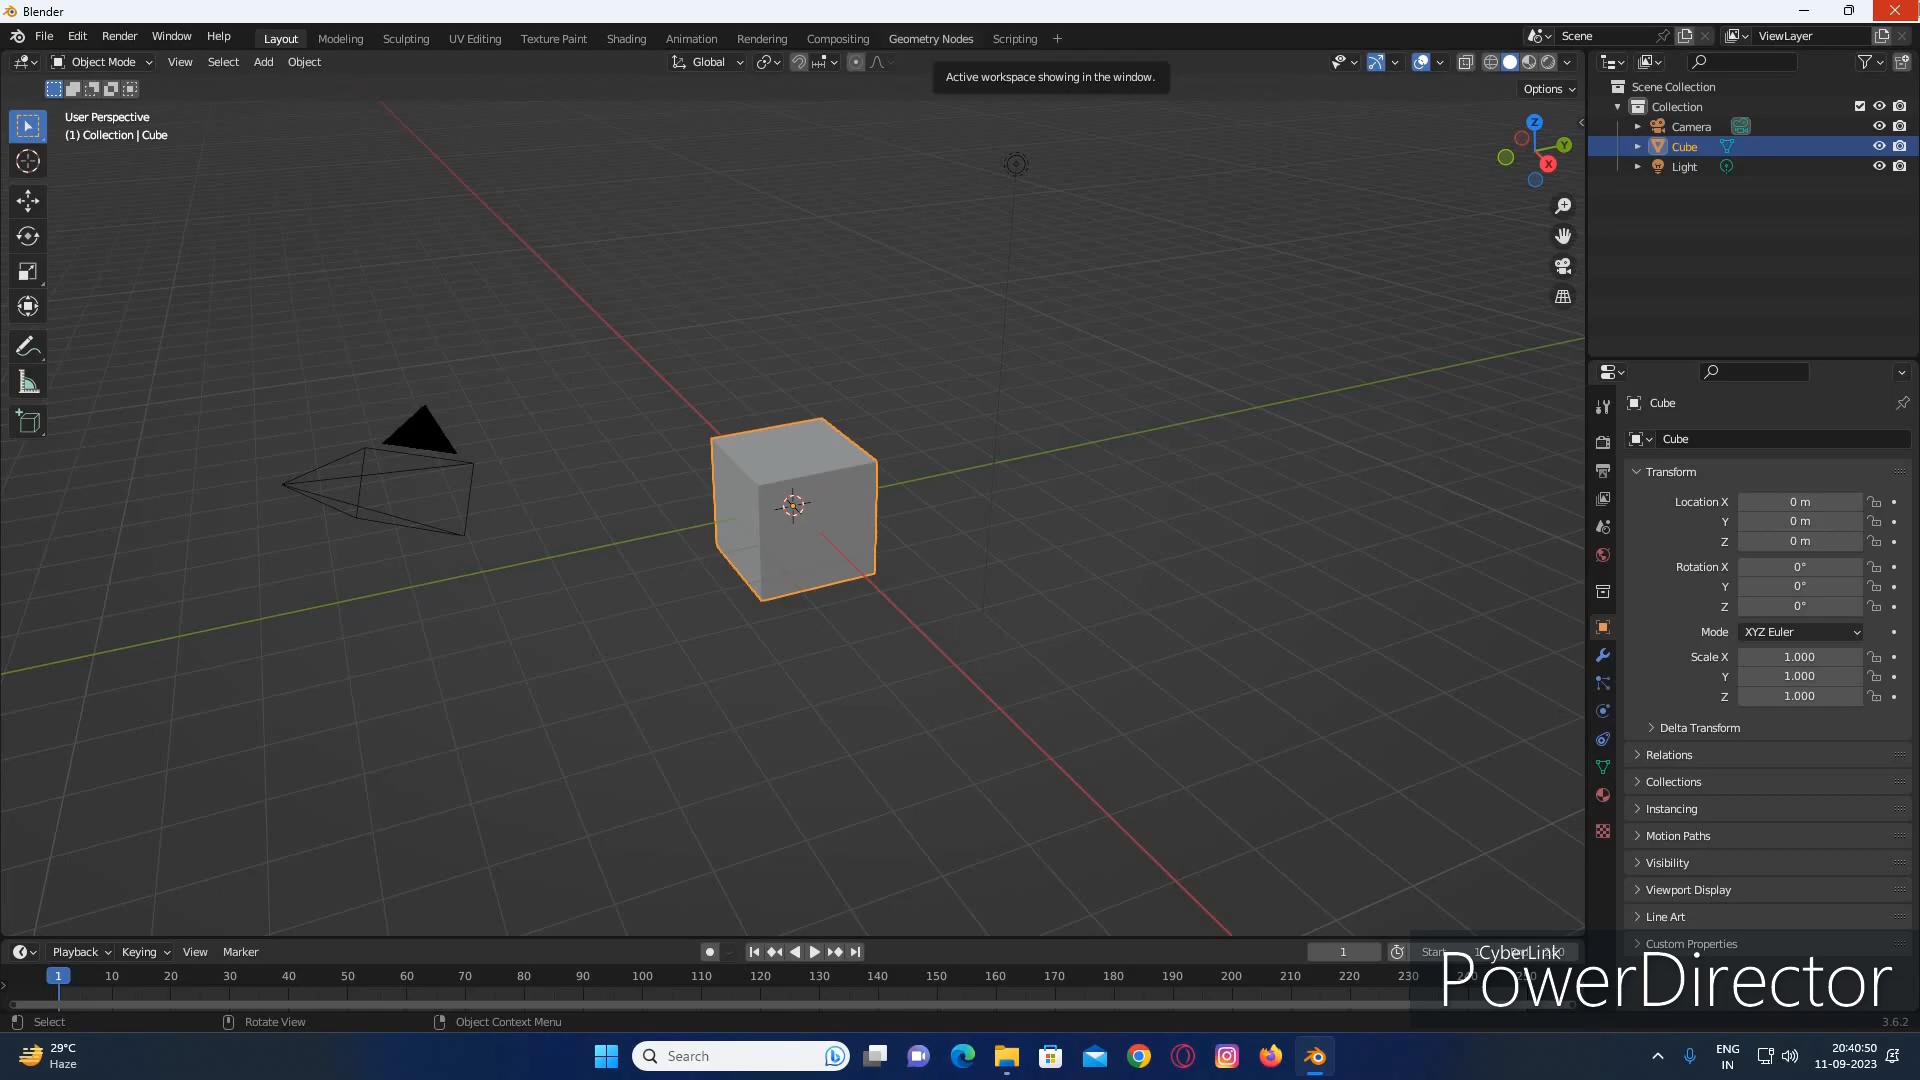 Blender
File Edit Render Window Help Layout Modeling Sculpting UV Editing Texture Paint Shading Animation Rendering Compositing Geometry Nodes Scripting + Scene ViewLayer
Object Mode View Select Add Object Global
Active workspace showing in the window.
Options
User Perspective
(1) Collection | Cube
Z
Y
X
Scene Collection
Collection
Camera
Cube
Light
Cube
Cube
Transform
Location X 0 m
Y 0 m
Z 0 m
Rotation X 0°
Y 0°
Z 0°
Mode XYZ Euler
Scale X 1.000
Y 1.000
Z 1.000
Delta Transform
Relations
Collections
Instancing
Motion Paths
Visibility
Viewport Display
Line Art
Custom Properties
Playback Keying View Marker 1 Start
CyberLink
PowerDirector
1 10 20 30 40 50 60 70 80 90 100 110 120 130 140 150 160 170 180 190 200 210 220 230
Select Rotate View Object Context Menu 3.6.2
29°C
Haze
Search
ENG
IN
20:40:50
11-09-2023